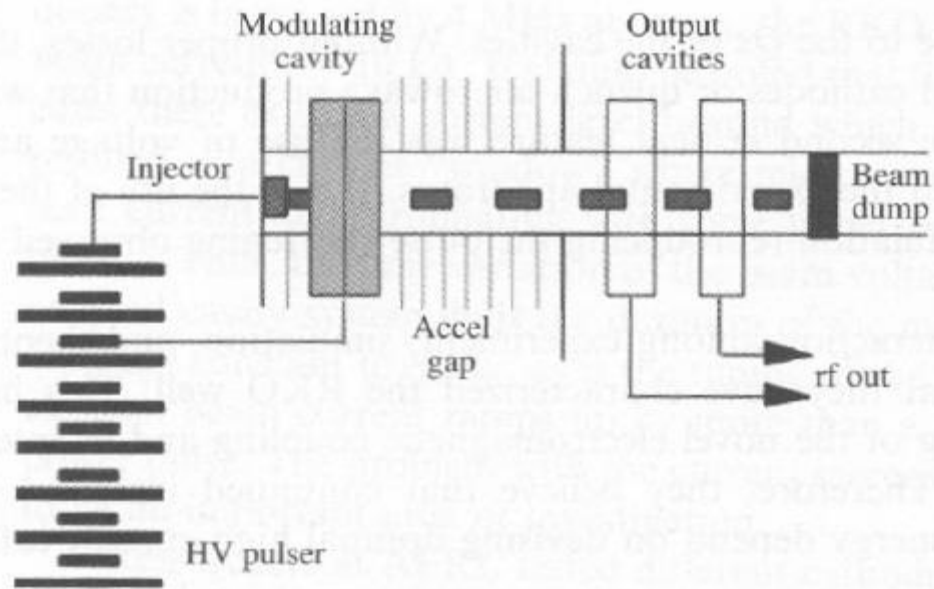 Modulating
cavity
Output
cavities
Injector
Beam
dump
Accel
gap
rf out
HV pulser